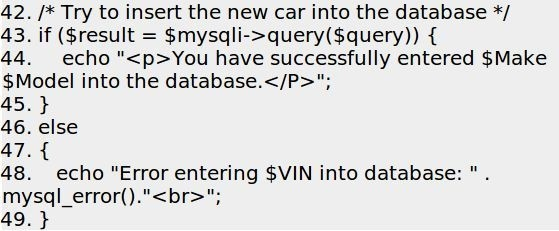 42. /* Try to insert the new car into the database */
43. if ($result = $mysqli->query($query)) {
44.    echo "<p>You have successfully entered $Make
$Model into the database.</P>";
45. }
46. else
47. {
48.   echo "Error entering $VIN into database: " .
mysql_error()."<br>";
49. }